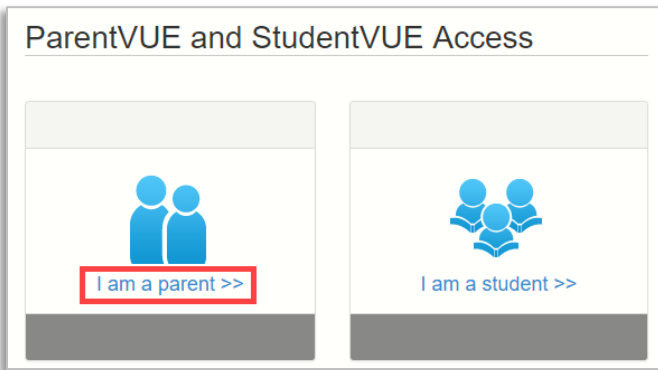 ParentVUE and StudentVUE Access
I am a parent >>
I am a student >>